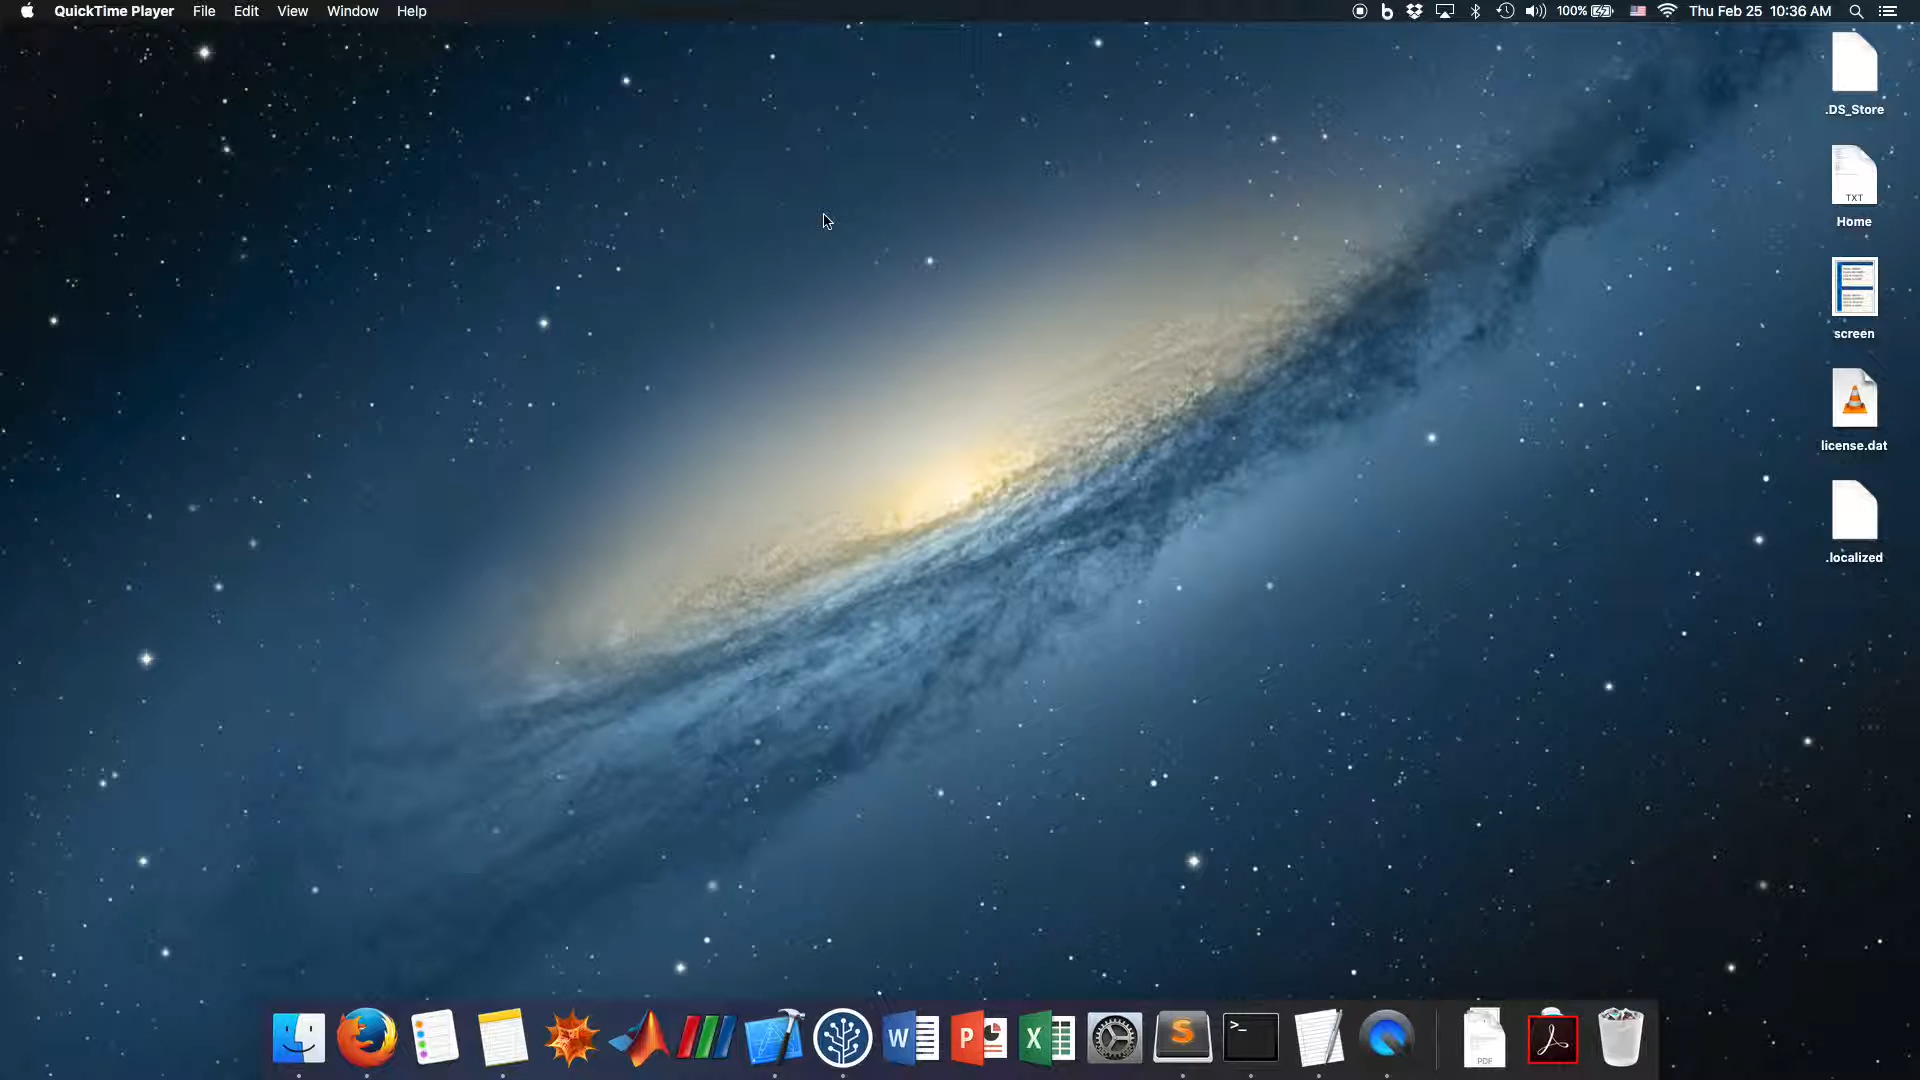 QuickTime Player File Edit View Window Help 100% Thu Feb 25 10:36 AM
.DS_Store
TXT
Home
screen
license.dat
.localized
W P X S >_ PDF